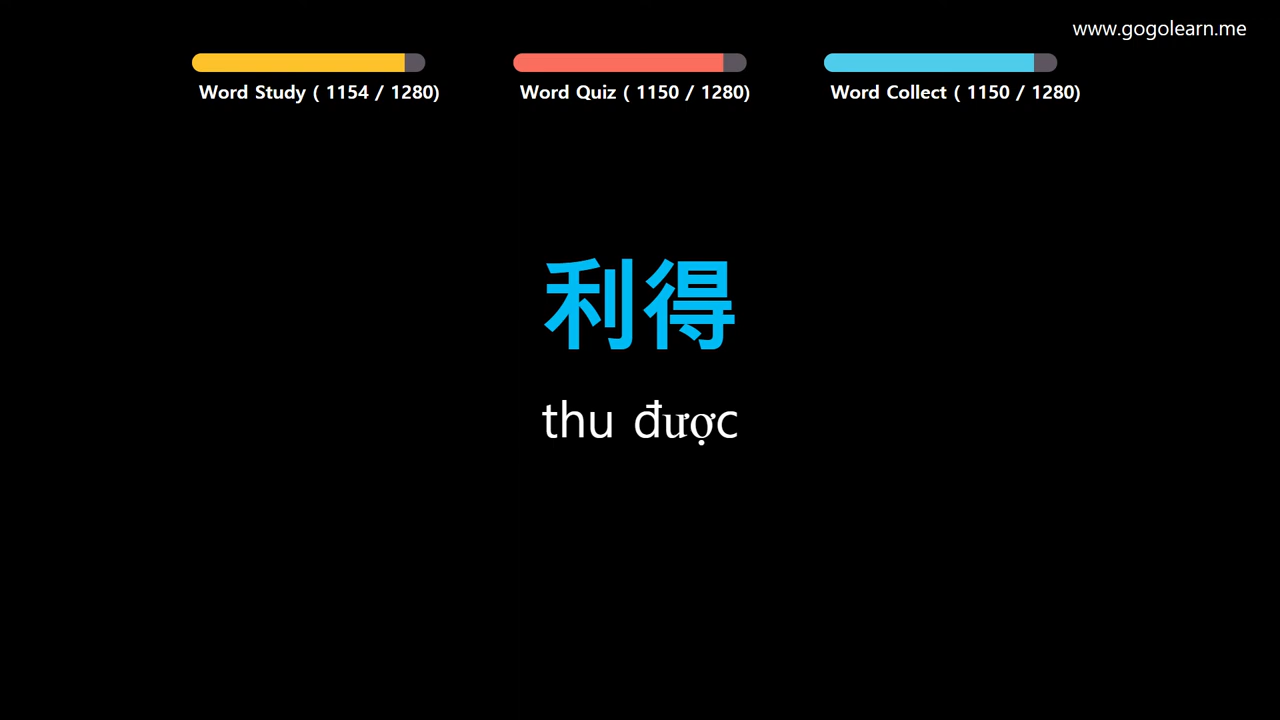 www.gogolearn.me
Word Study ( 1154 / 1280)
Word Quiz ( 1150 / 1280)
Word Collect ( 1150 / 1280)
利得
thu được